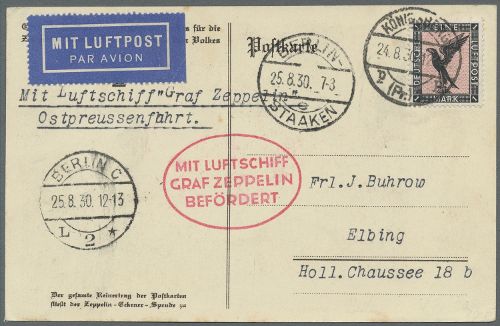 MIT LUFTPOST
PAR AVION
für die
Volkes
Postkarte
BERLIN-
25.8.30. 7-8
STAAKEN
24.8.30
(Pr.)
DEUTSCHE
EINE
LUFTPOST
MARK
Mit Luftschiff "Graf Zeppelin"
Ostpreussenfahrt.
BERLIN C
25.8.30. 12-13
L 2 *
MIT LUFTSCHIFF
GRAF ZEPPELIN
BEFÖRDERT
Frl. J. Buhrow
Elbing
Holl. Chaussee 18 b
Der gesamte Reinertrag der Postkarten
fließt der Zeppelin-Eckener-Spende zu